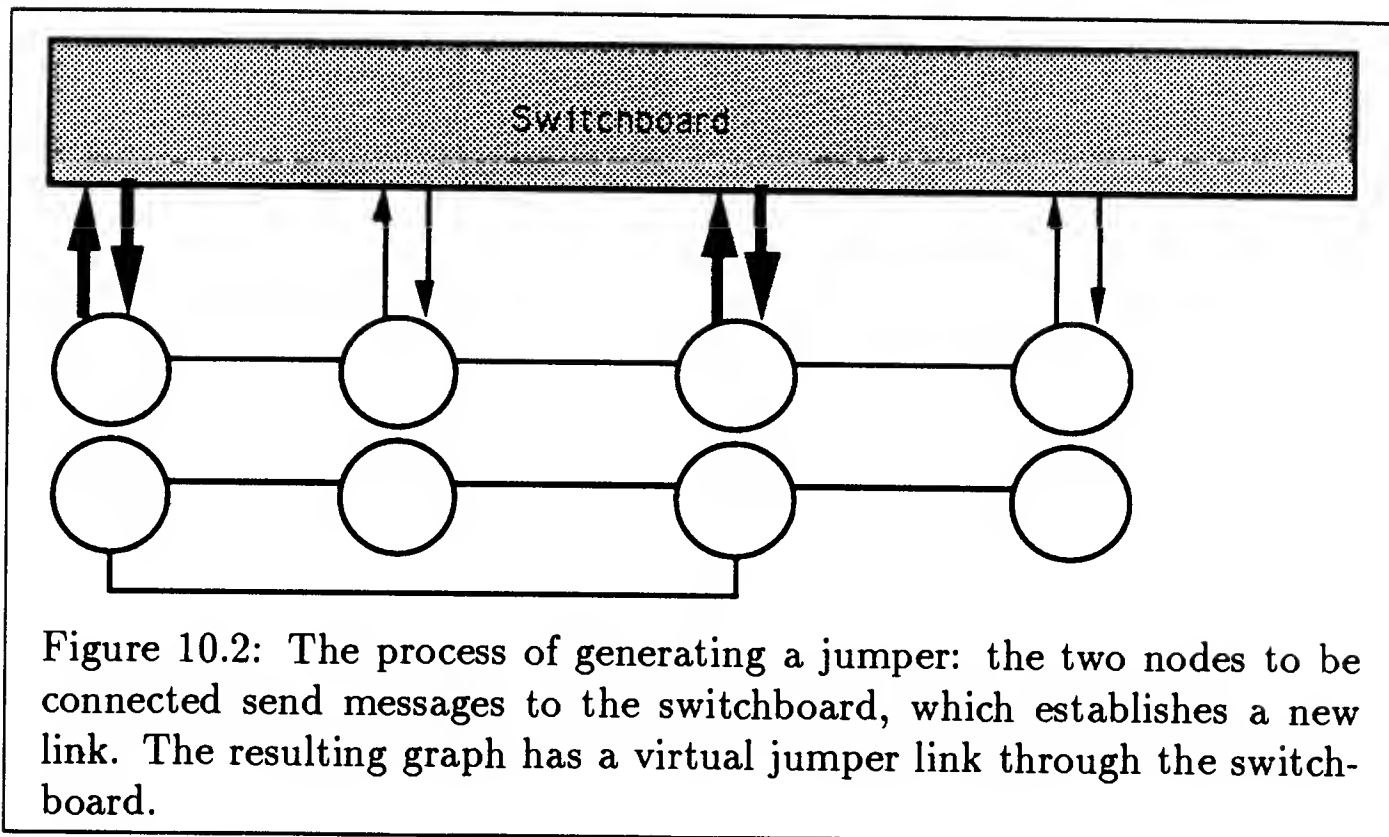 Switchboard
Figure 10.2: The process of generating a jumper: the two nodes to be
connected send messages to the switchboard, which establishes a new
link. The resulting graph has a virtual jumper link through the switch-
board.